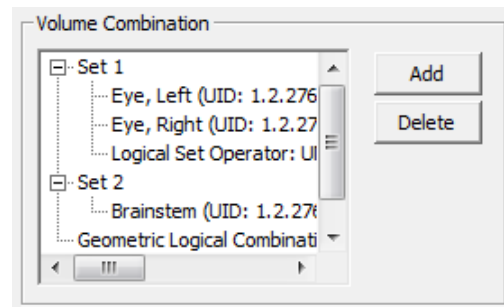 Volume Combination
Set 1
Eye, Left (UID: 1.2.276
Eye, Right (UID: 1.2.27
Logical Set Operator: UI
Set 2
Brainstem (UID: 1.2.276
Geometric Logical Combinati
Add
Delete